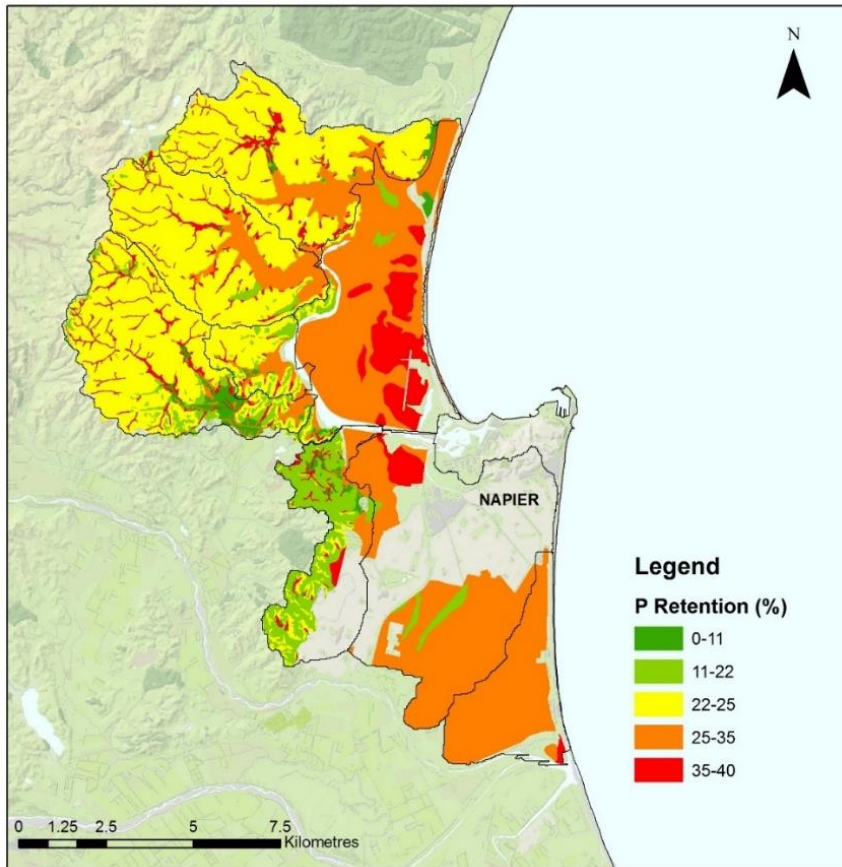 N
NAPIER
Legend
P Retention (%)
0-11
11-22
22-25
25-35
35-40
0 1.25 2.5 5 7.5
Kilometres